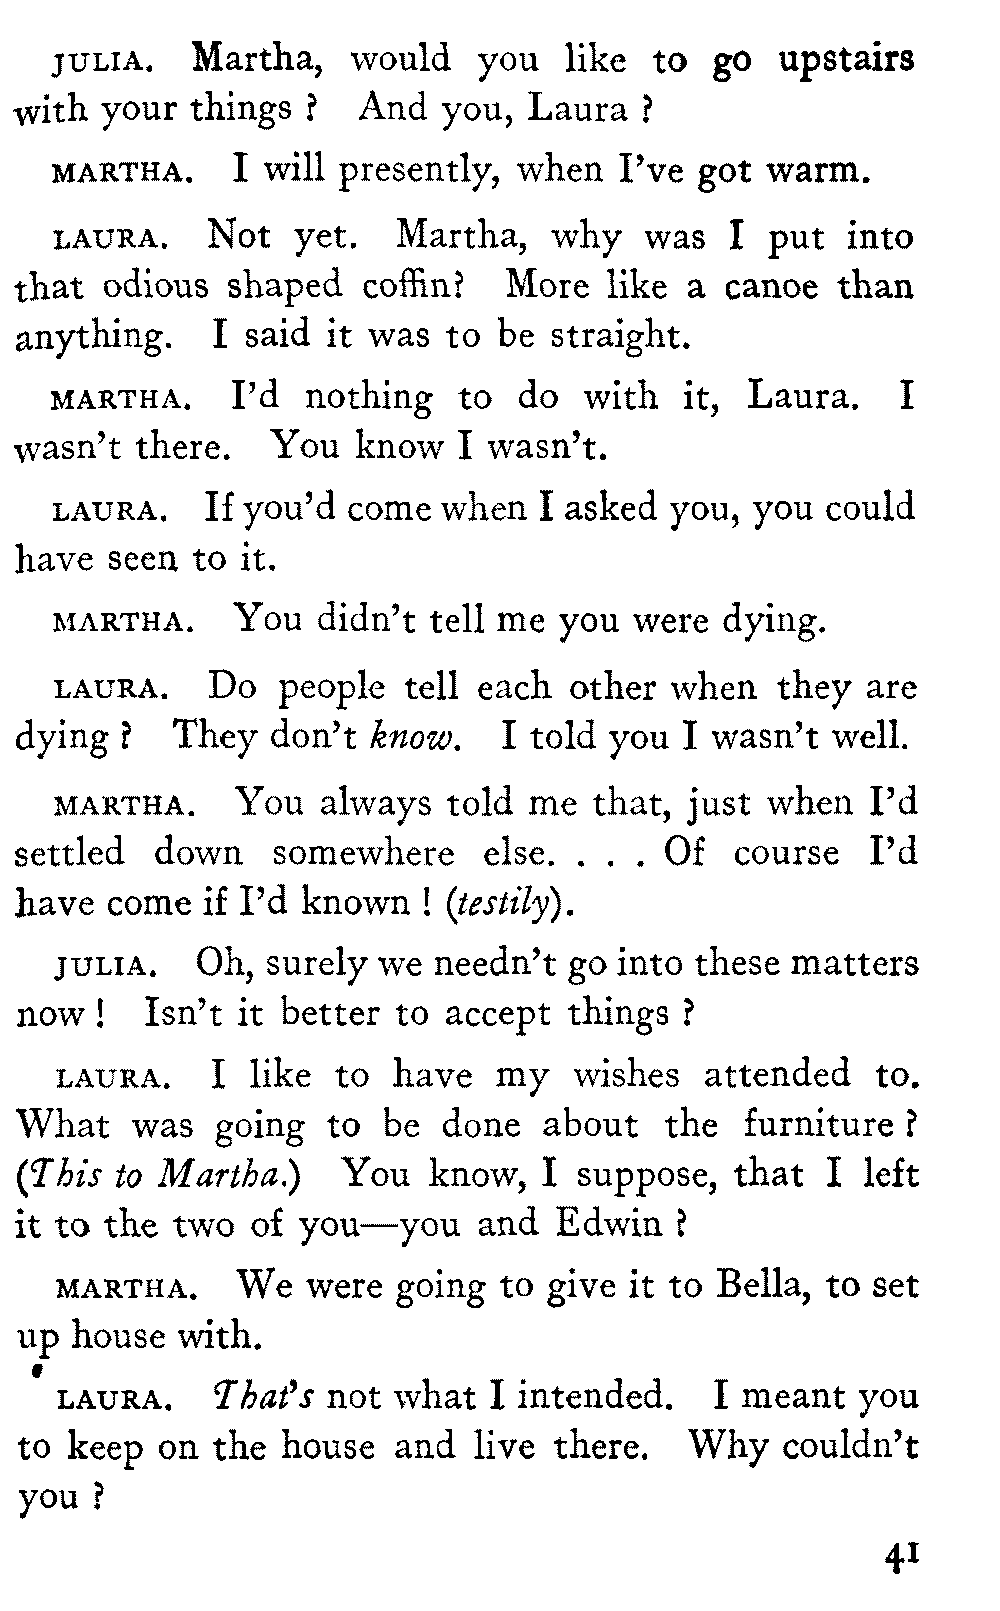 JULIA. Martha, would you like to go upstairs
with your things ? And you, Laura ?
MARTHA. I will presently, when I've got warm.
LAURA. Not yet. Martha, why was I put into
that odious shaped coffin? More like a canoe than
anything. I said it was to be straight.
MARTHA. I'd nothing to do with it, Laura. I
wasn't there. You know I wasn't.
LAURA. If you'd come when I asked you, you could
have seen to it.
MARTHA. You didn't tell me you were dying.
LAURA. Do people tell each other when they are
dying ? They don't know. I told you I wasn't well.
MARTHA. You always told me that, just when I'd
settled down somewhere else. . . . Of course I'd
have come if I'd known ! (testily).
JULIA. Oh, surely we needn't go into these matters
now ! Isn't it better to accept things ?
LAURA. I like to have my wishes attended to.
What was going to be done about the furniture ?
(This to Martha.) You know, I suppose, that I left
it to the two of you—you and Edwin ?
MARTHA. We were going to give it to Bella, to set
up house with.
LAURA. That's not what I intended. I meant you
to keep on the house and live there. Why couldn't
you ?
41